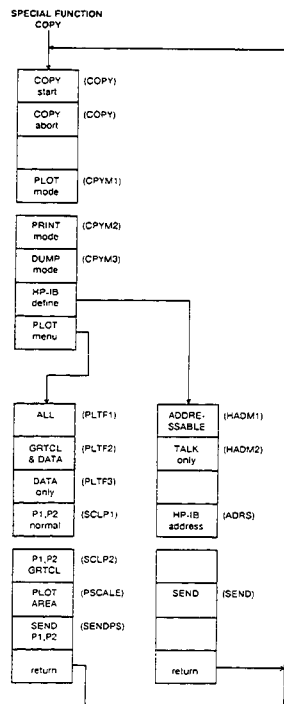 SPECIAL FUNCTION
COPY
COPY
start
(COPY)
COPY
abort
(COPY)
PLOT
mode
(CPYM1)
PRINT
mode
(CPYM2)
DUMP
mode
(CPYM3)
HP-IB
define
PLOT
menu
ALL
(PLTF1)
GRTCL
& DATA
(PLTF2)
DATA
only
(PLTF3)
P1,P2
normal
(SCLP1)
P1,P2
GRTCL
(SCLP2)
PLOT
AREA
(PSCALE)
SEND
P1,P2
(SENDPS)
return
ADDRE-
SSABLE
(HADM1)
TALK
only
(HADM2)
HP-IB
address
(ADRS)
SEND
(SEND)
return